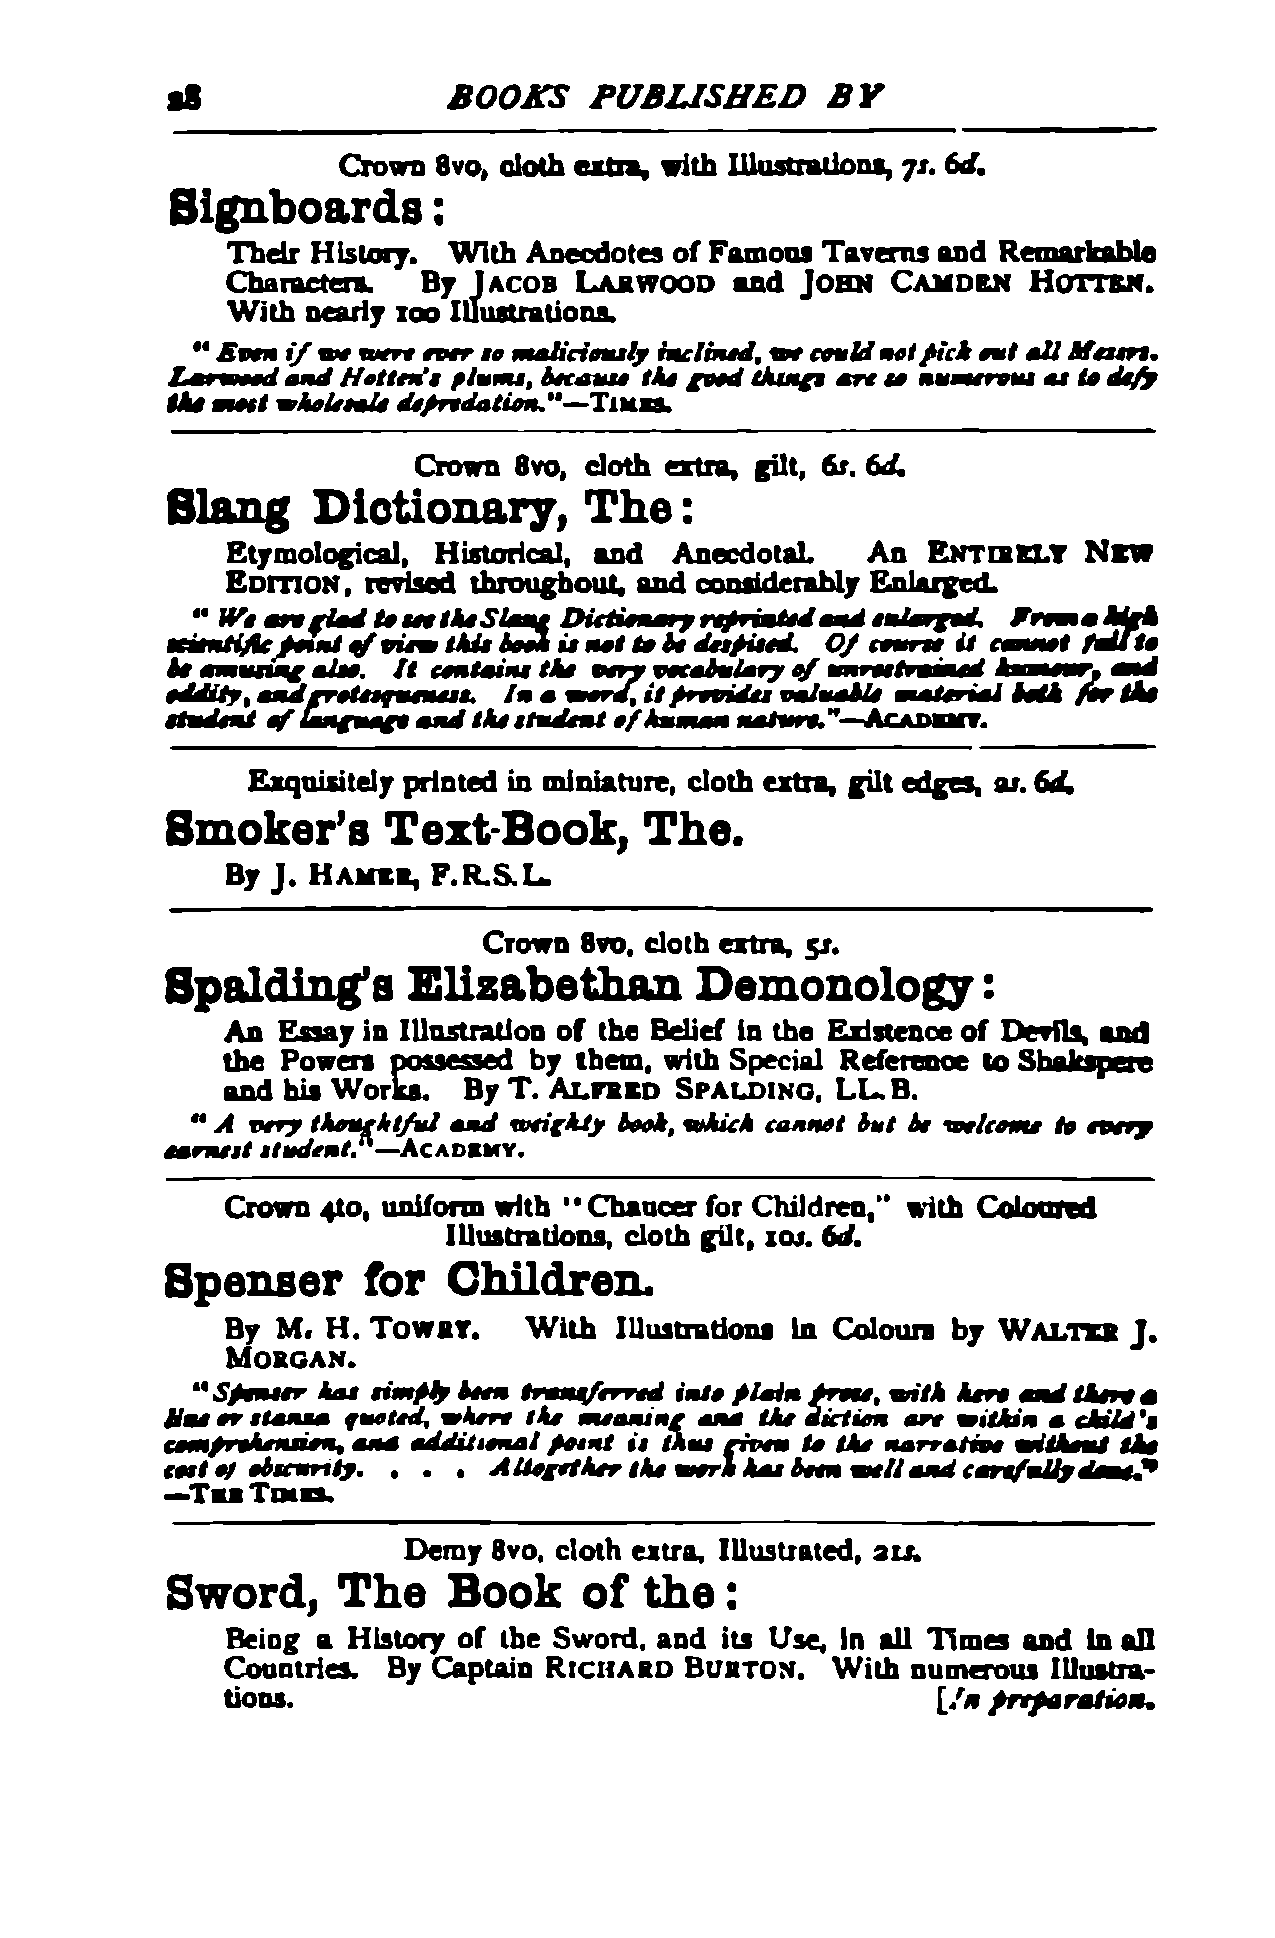 28 BOOKS PUBLISHED BY
Crown 8vo, cloth extra, with Illustrations, 7s. 6d.
Signboards:
Their History. With Anecdotes of Famous Taverns and Remarkable
Characters. By JACOB LARWOOD and JOHN CAMDEN HOTTEN.
With nearly 100 Illustrations.
"Even if we were ever so maliciously inclined, we could not pick out all Messrs.
Larwood and Hotten's plums, because the good things are so numerous as to defy
the most wholesale depredation."—TIMES.
Crown 8vo, cloth extra, gilt, 6s. 6d.
Slang Dictionary, The:
Etymological, Historical, and Anecdotal. An ENTIRELY NEW
EDITION, revised throughout, and considerably Enlarged.
"We are glad to see the Slang Dictionary reprinted and enlarged. From a high
scientific point of view this book is not to be despised. Of course it cannot fail to
be amusing also. It contains the very vocabulary of unrestrained humour, and
oddity, and grotesqueness. In a word, it provides valuable material both for the
student of language and the student of human nature."—ACADEMY.
Exquisitely printed in miniature, cloth extra, gilt edges, 2s. 6d.
Smoker's Text-Book, The.
By J. HAMER, F.R.S.L.
Crown 8vo, cloth extra, 5s.
Spalding's Elizabethan Demonology:
An Essay in Illustration of the Belief in the Existence of Devils, and
the Powers possessed by them, with Special Reference to Shakspere
and his Works. By T. ALFRED SPALDING, LL.B.
"A very thoughtful and weighty book, which cannot but be welcome to every
earnest student."—ACADEMY.
Crown 4to, uniform with "Chaucer for Children," with Coloured
Illustrations, cloth gilt, 10s. 6d.
Spenser for Children.
By M. H. TOWRY. With Illustrations in Colours by WALTER J.
MORGAN.
"Spenser has simply been transferred into plain prose, with here and there a
line or stanza quoted, where the meaning and the diction are within a child's
comprehension, and additional point is thus given to the narrative without the
cost of obscurity. . . . Altogether the work has been well and carefully done."
—THE TIMES.
Demy 8vo, cloth extra, Illustrated, 21s.
Sword, The Book of the:
Being a History of the Sword, and its Use, in all Times and in all
Countries. By Captain RICHARD BURTON. With numerous Illustra-
tions. [In preparation.